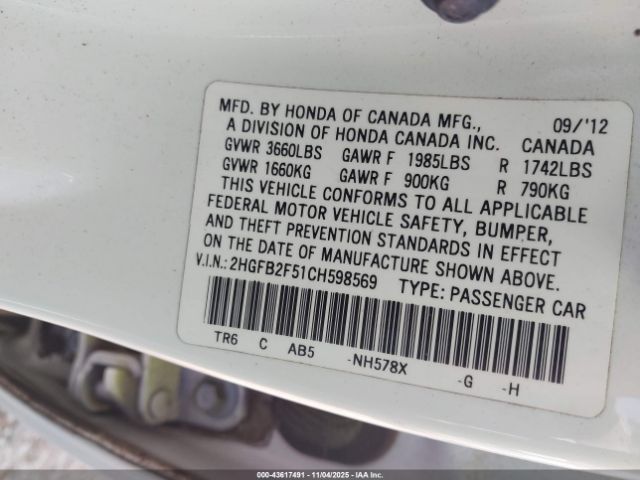 MFD. BY HONDA OF CANADA MFG., 09/'12
A DIVISION OF HONDA CANADA INC. CANADA
GVWR 3660LBS GAWR F 1985LBS R 1742LBS
GVWR 1660KG GAWR F 900KG R 790KG
THIS VEHICLE CONFORMS TO ALL APPLICABLE
FEDERAL MOTOR VEHICLE SAFETY, BUMPER,
AND THEFT PREVENTION STANDARDS IN EFFECT
ON THE DATE OF MANUFACTURE SHOWN ABOVE.
V.I.N.: 2HGFB2F51CH598569 TYPE: PASSENGER CAR
TR6 C AB5 -NH578X -G -H
000-43617491 - 11/04/2025 - IAA Inc.